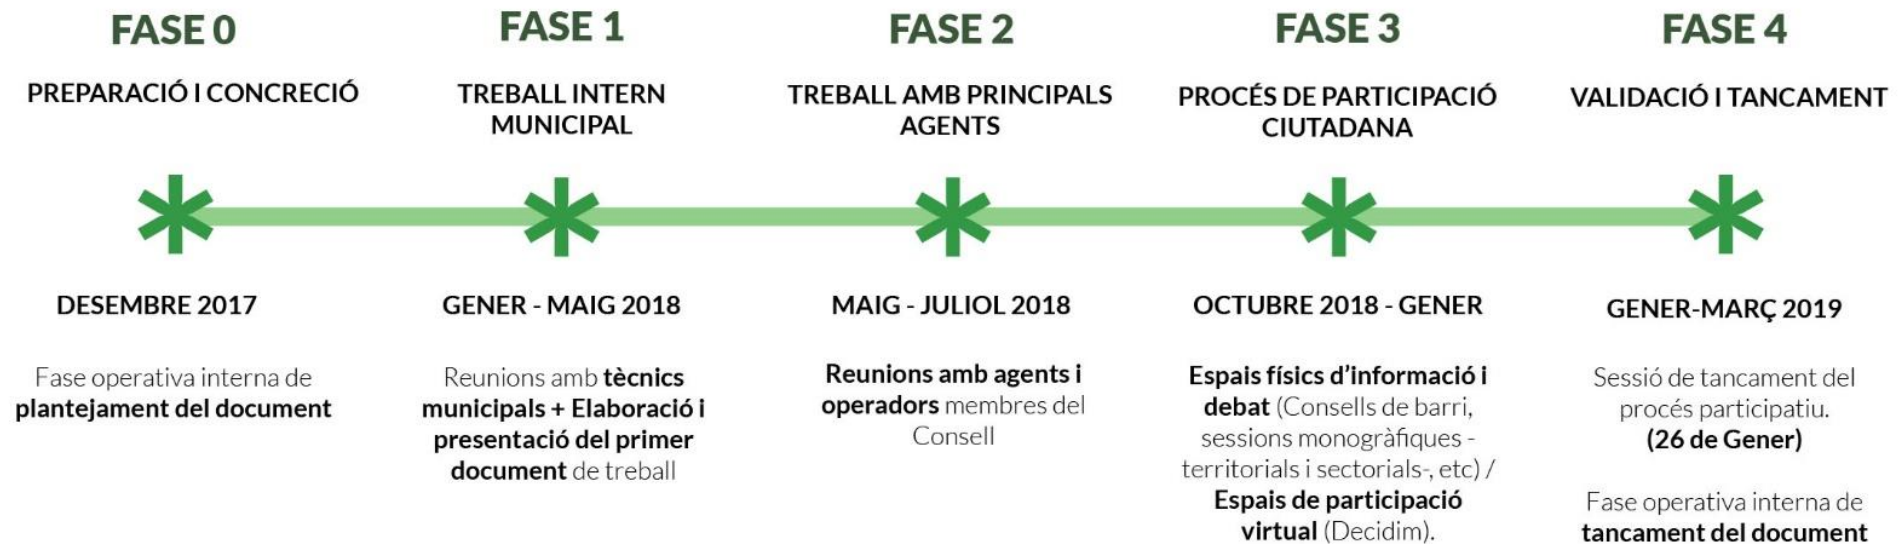 FASE 0
PREPARACIÓ I CONCRECIÓ
DESEMBRE 2017
Fase operativa interna de
plantejament del document
FASE 1
TREBALL INTERN
MUNICIPAL
GENER - MAIG 2018
Reunions amb tècnics
municipals + Elaboració i
presentació del primer
document de treball
FASE 2
TREBALL AMB PRINCIPALS
AGENTS
MAIG - JULIOL 2018
Reunions amb agents i
operadors membres del
Consell
FASE 3
PROCÉS DE PARTICIPACIÓ
CIUTADANA
OCTUBRE 2018 - GENER
Espais físics d’informació i
debat (Consells de barri,
sessions monogràfiques -
territorials i sectorials-, etc) /
Espais de participació
virtual (Decidim).
FASE 4
VALIDACIÓ I TANCAMENT
GENER-MARÇ 2019
Sessió de tancament del
procés participatiu.
(26 de Gener)
Fase operativa interna de
tancament del document